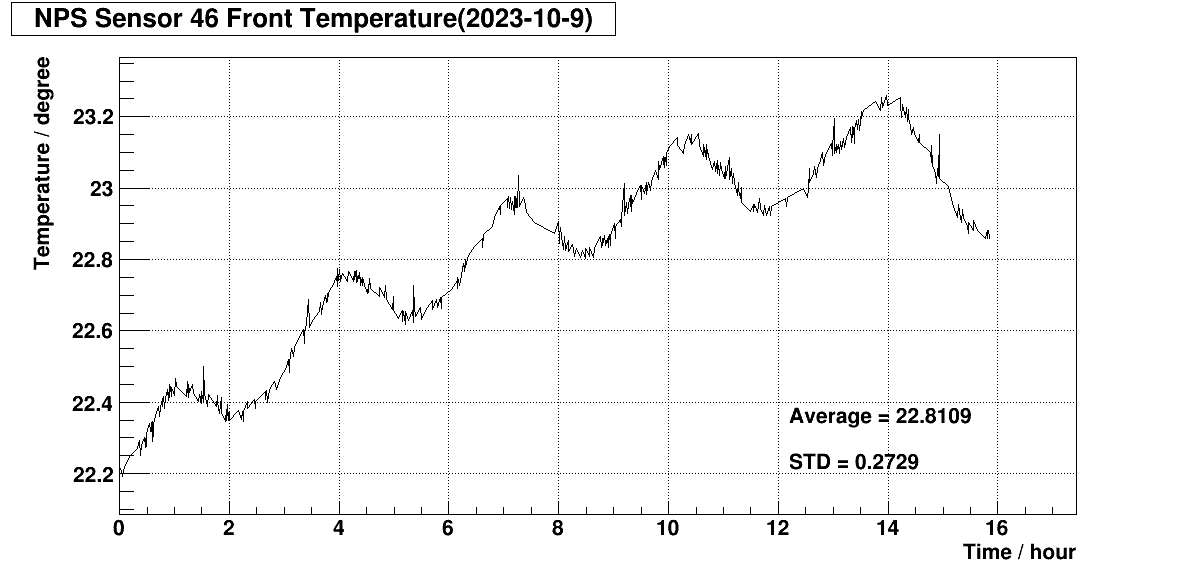 NPS Sensor 46 Front Temperature(2023-10-9)
Temperature / degree
23.2
23
22.8
22.6
22.4
22.2
Average = 22.8109
STD = 0.2729
0 2 4 6 8 10 12 14 16
Time / hour